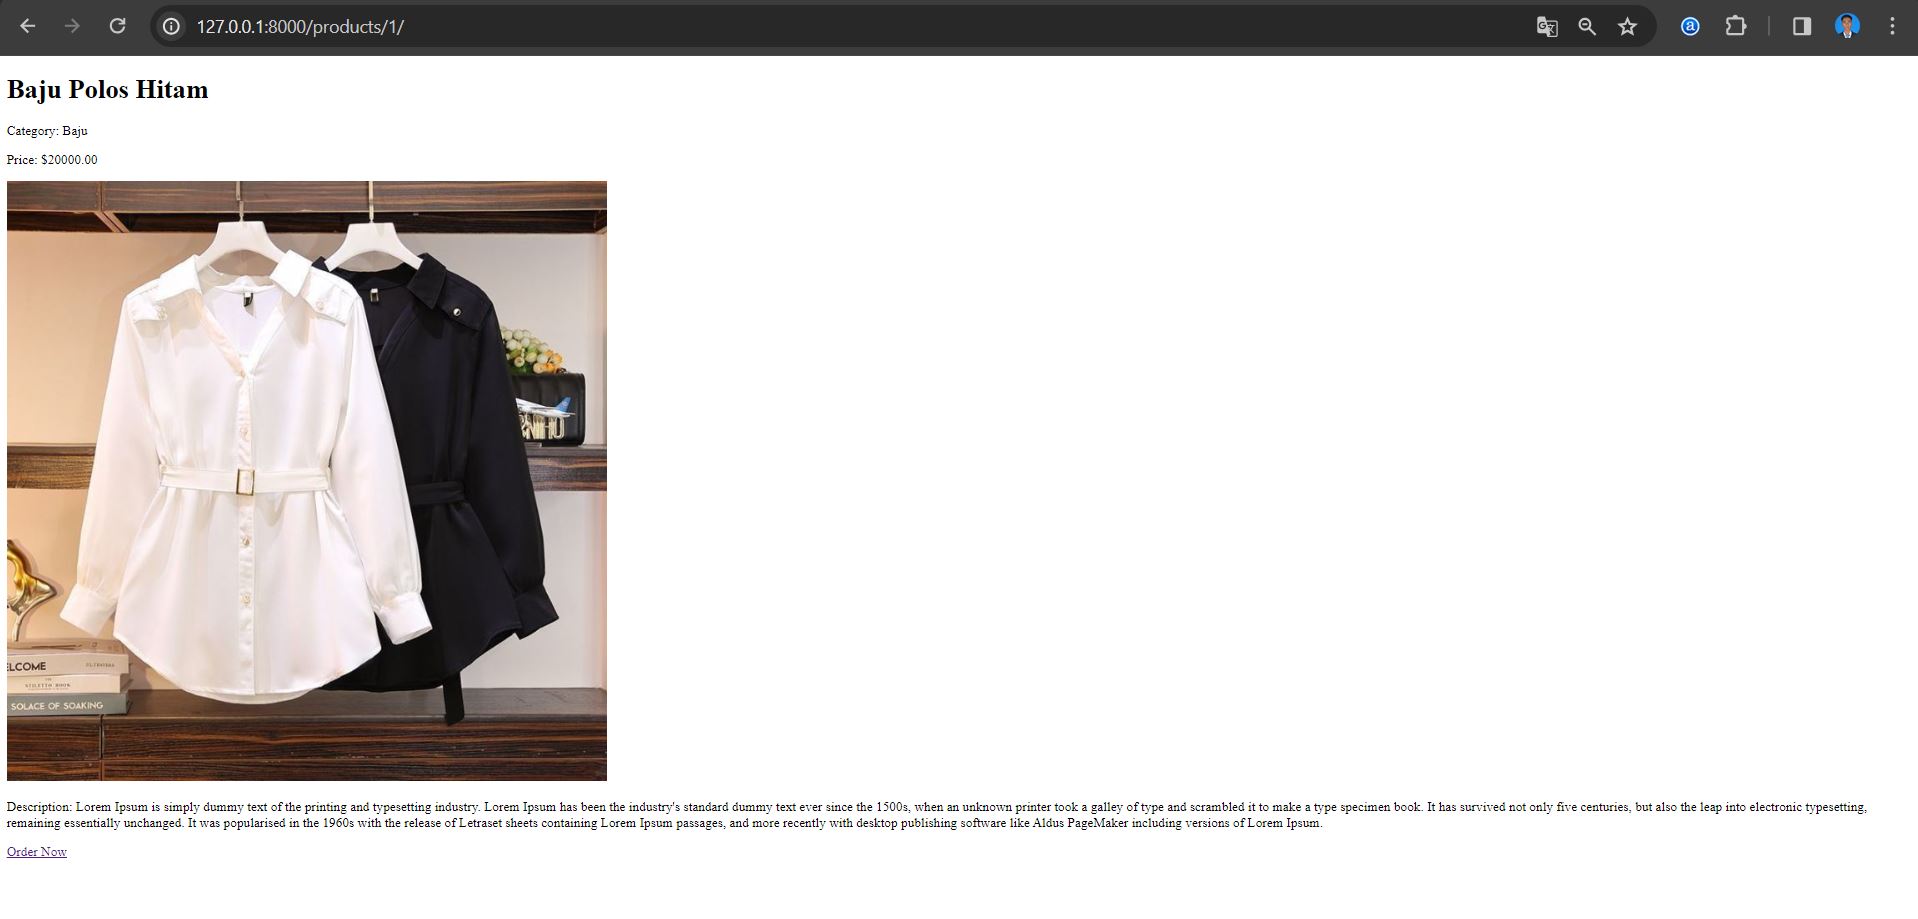 127.0.0.1:8000/products/1/
Baju Polos Hitam
Category: Baju
Price: $20000.00
ELCOME
STILETTO BOOK
SOLACE OF SOAKING
Description: Lorem Ipsum is simply dummy text of the printing and typesetting industry. Lorem Ipsum has been the industry's standard dummy text ever since the 1500s, when an unknown printer took a galley of type and scrambled it to make a type specimen book. It has survived not only five centuries, but also the leap into electronic typesetting,
remaining essentially unchanged. It was popularised in the 1960s with the release of Letraset sheets containing Lorem Ipsum passages, and more recently with desktop publishing software like Aldus PageMaker including versions of Lorem Ipsum.
Order Now